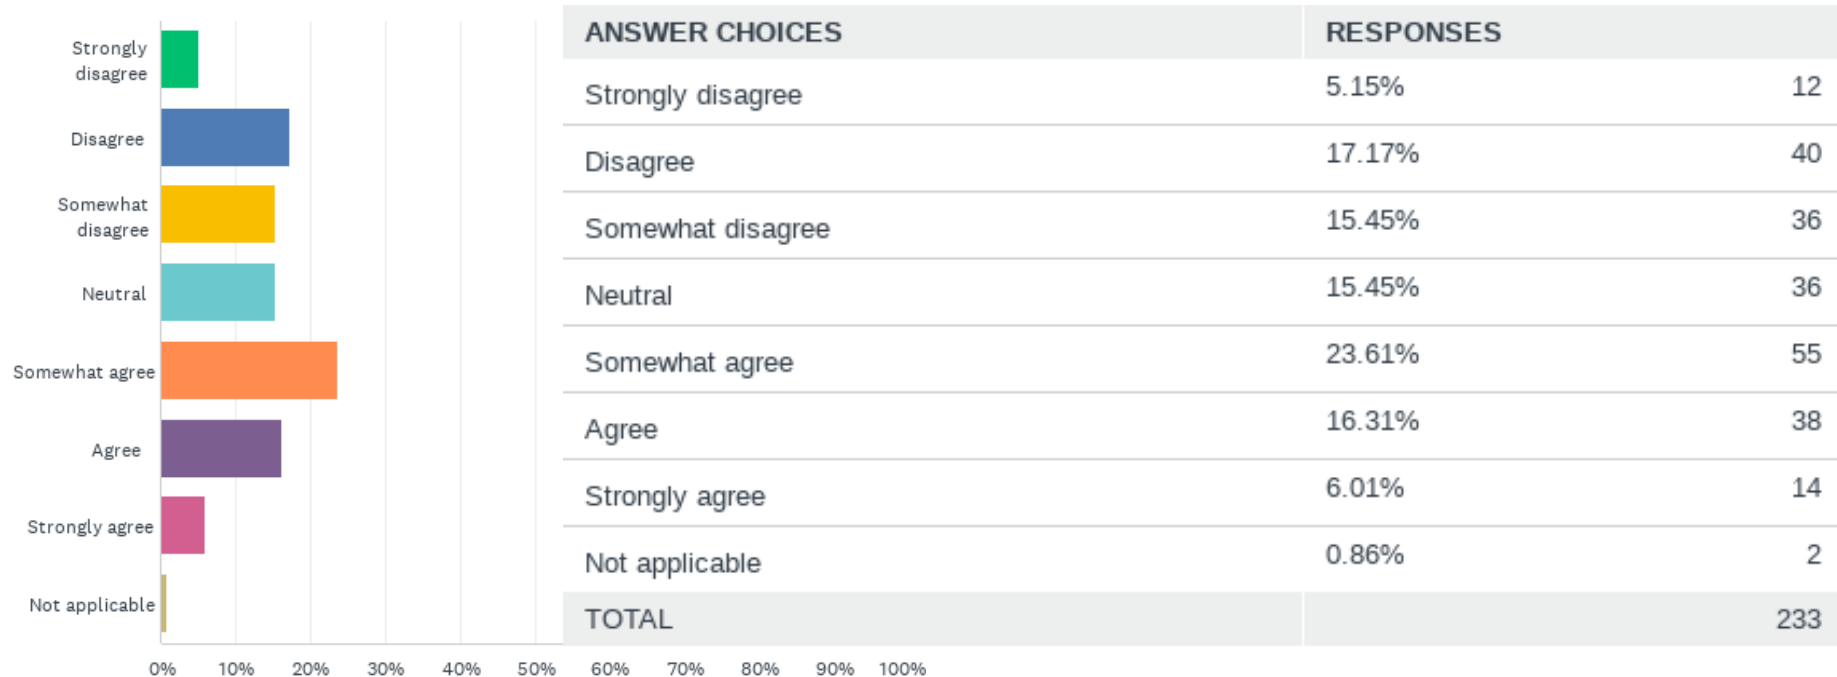 Strongly
disagree
Disagree
Somewhat
disagree
Neutral
Somewhat agree
Agree
Strongly agree
Not applicable
0% 10% 20% 30% 40% 50% 60% 70% 80% 90% 100%
ANSWER CHOICES RESPONSES
Strongly disagree 5.15% 12
Disagree 17.17% 40
Somewhat disagree 15.45% 36
Neutral 15.45% 36
Somewhat agree 23.61% 55
Agree 16.31% 38
Strongly agree 6.01% 14
Not applicable 0.86% 2
TOTAL 233